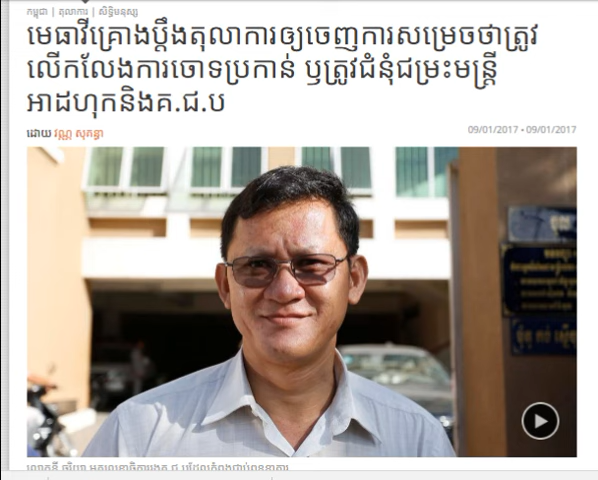 កម្ពុជា | តុលាការ | សិទ្ធិមនុស្ស
មេធាវីគ្រោងប្ដឹងតុលាការឲ្យចេញការសម្រេចថាត្រូវ
លើកលែងការចោទប្រកាន់ ឬត្រូវជំនុំជម្រះមន្ត្រី
អាដហុកនិងគ.ជ.ប
ដោយ វណ្ណ សុភន្ធា
09/01/2017 • 09/01/2017